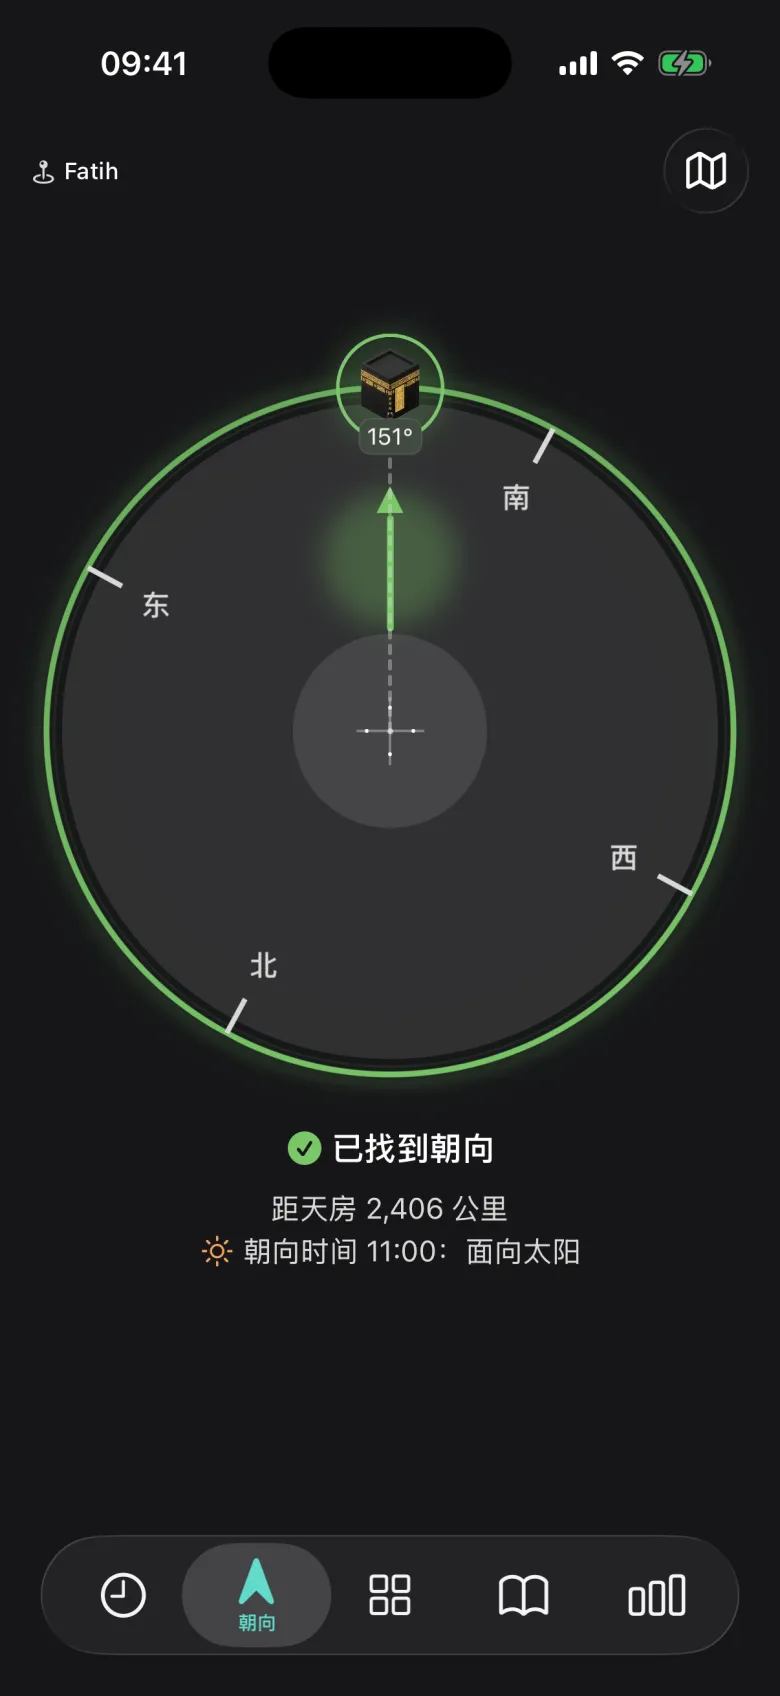 09:41
Fatih
151°
南
东
西
北
已找到朝向
距天房 2,406 公里
朝向时间 11:00：面向太阳
朝向